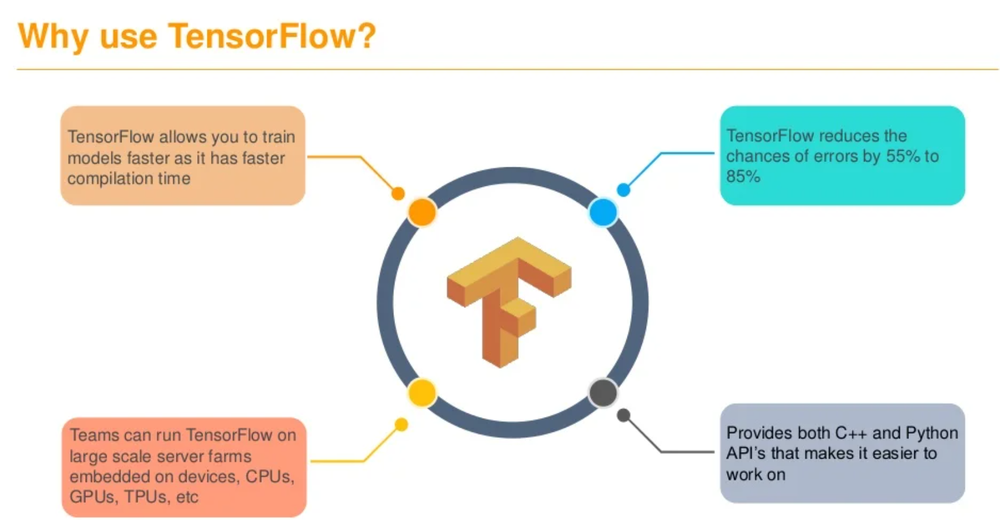 Why use TensorFlow?
TensorFlow allows you to train
models faster as it has faster
compilation time
TensorFlow reduces the
chances of errors by 55% to
85%
Teams can run TensorFlow on
large scale server farms
embedded on devices, CPUs,
GPUs, TPUs, etc
Provides both C++ and Python
API’s that makes it easier to
work on